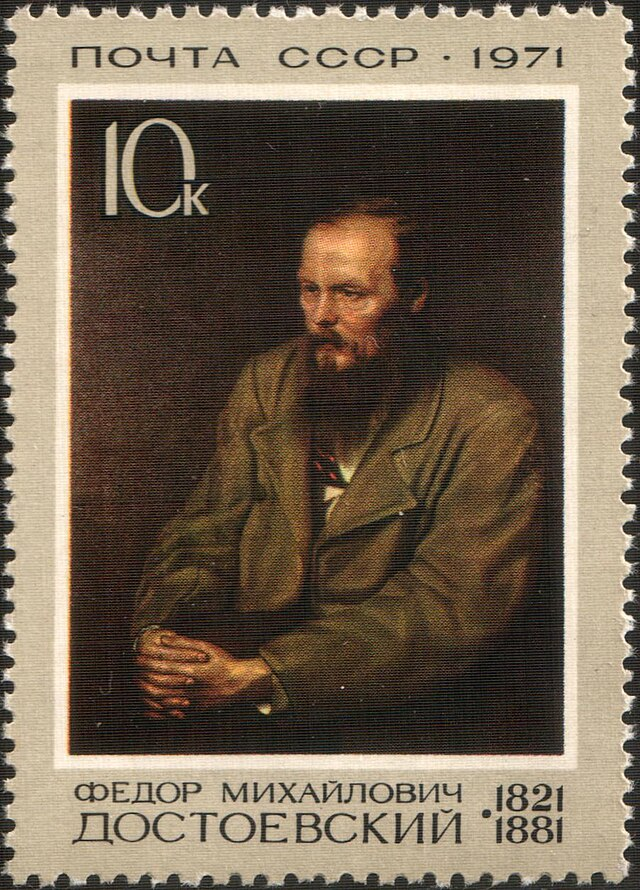 ПОЧТА СССР · 1971
10к
ФЕДОР МИХАЙЛОВИЧ
ДОСТОЕВСКИЙ · 1821
1881